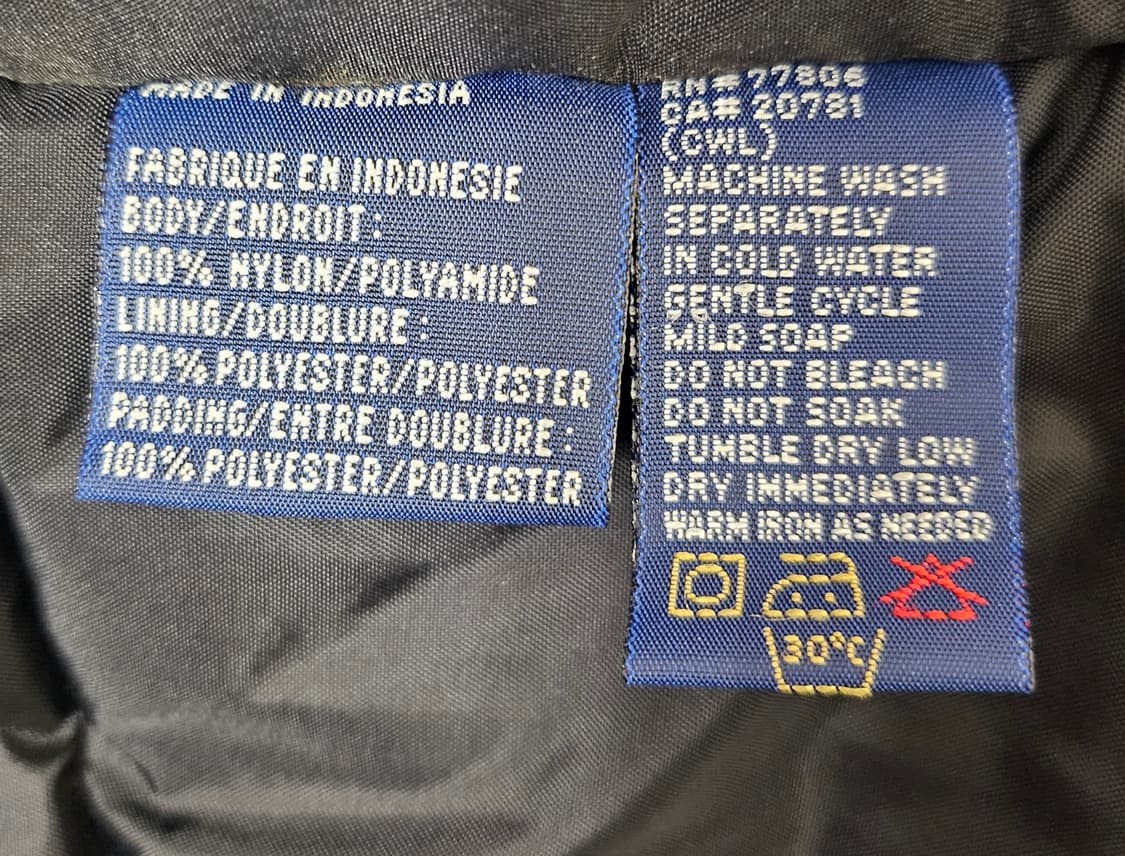 MADE IN INDONESIA
FABRIQUE EN INDONESIE
BODY/ENDROIT:
100% NYLON/POLYAMIDE
LINING/DOUBLURE:
100% POLYESTER/POLYESTER
PADDING/ENTRE DOUBLURE:
100% POLYESTER/POLYESTER
RN#77806
CA# 20781
(CWL)
MACHINE WASH
SEPARATELY
IN COLD WATER
GENTLE CYCLE
MILD SOAP
DO NOT BLEACH
DO NOT SOAK
TUMBLE DRY LOW
DRY IMMEDIATELY
WARM IRON AS NEEDED
30°C